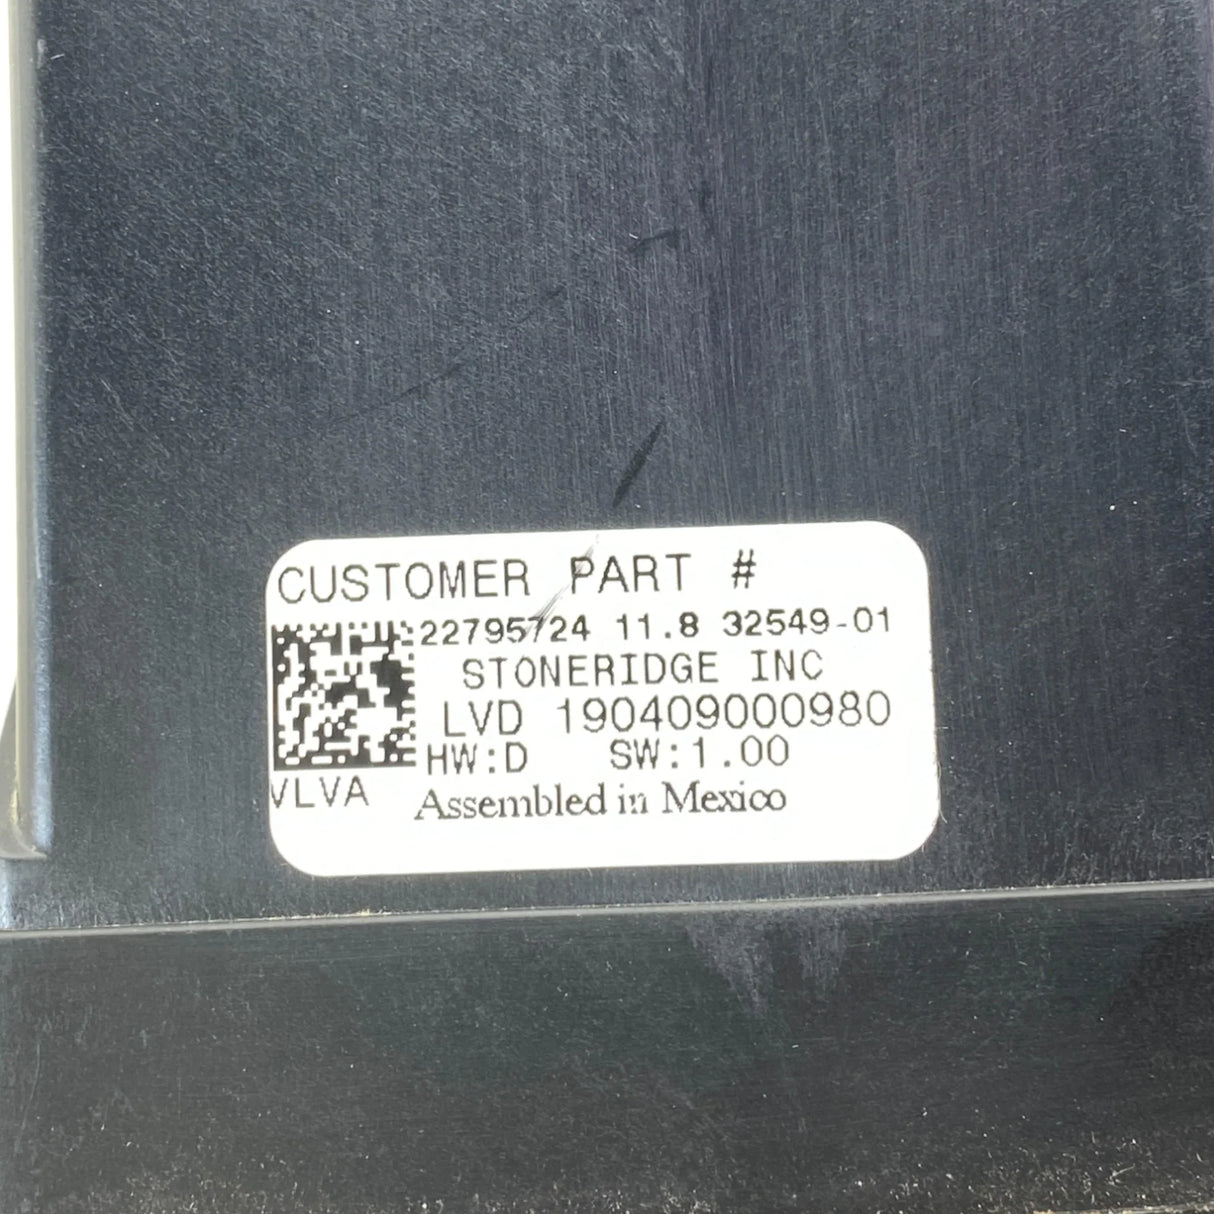 CUSTOMER PART #
22795724 11.8 32549-01
STONERIDGE INC
LVD 190409000980
HW:D SW:1.00
VLVA Assembled in Mexico